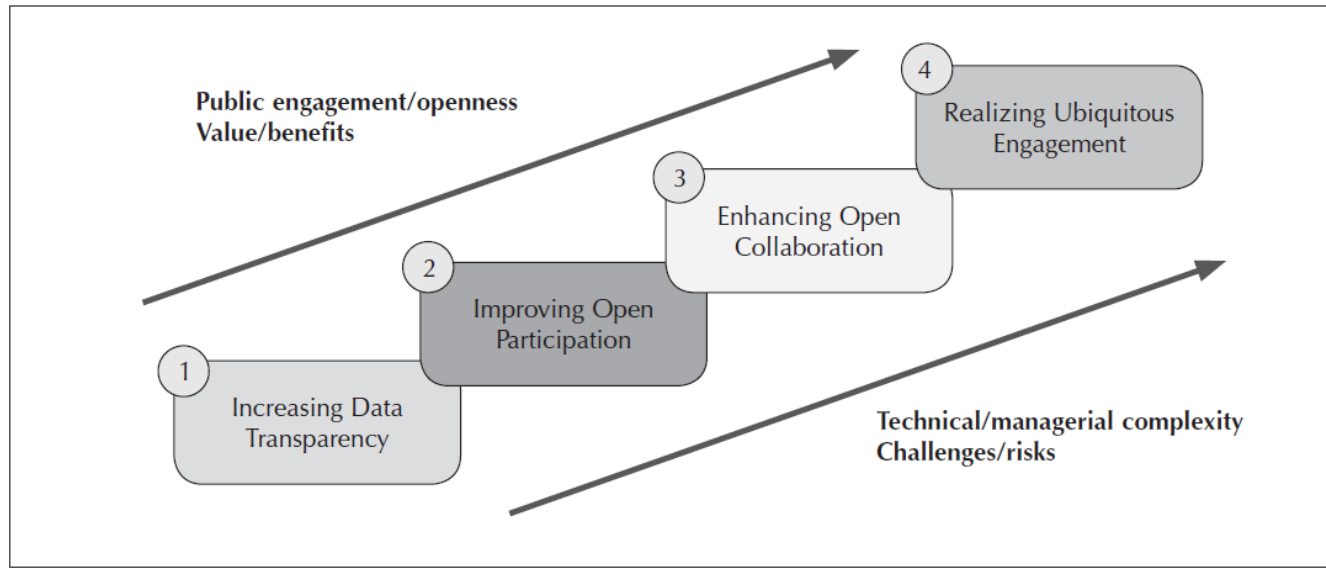 Public engagement/openness
Value/benefits
4
Realizing Ubiquitous
Engagement
3
Enhancing Open
Collaboration
2
Improving Open
Participation
1
Increasing Data
Transparency
Technical/managerial complexity
Challenges/risks